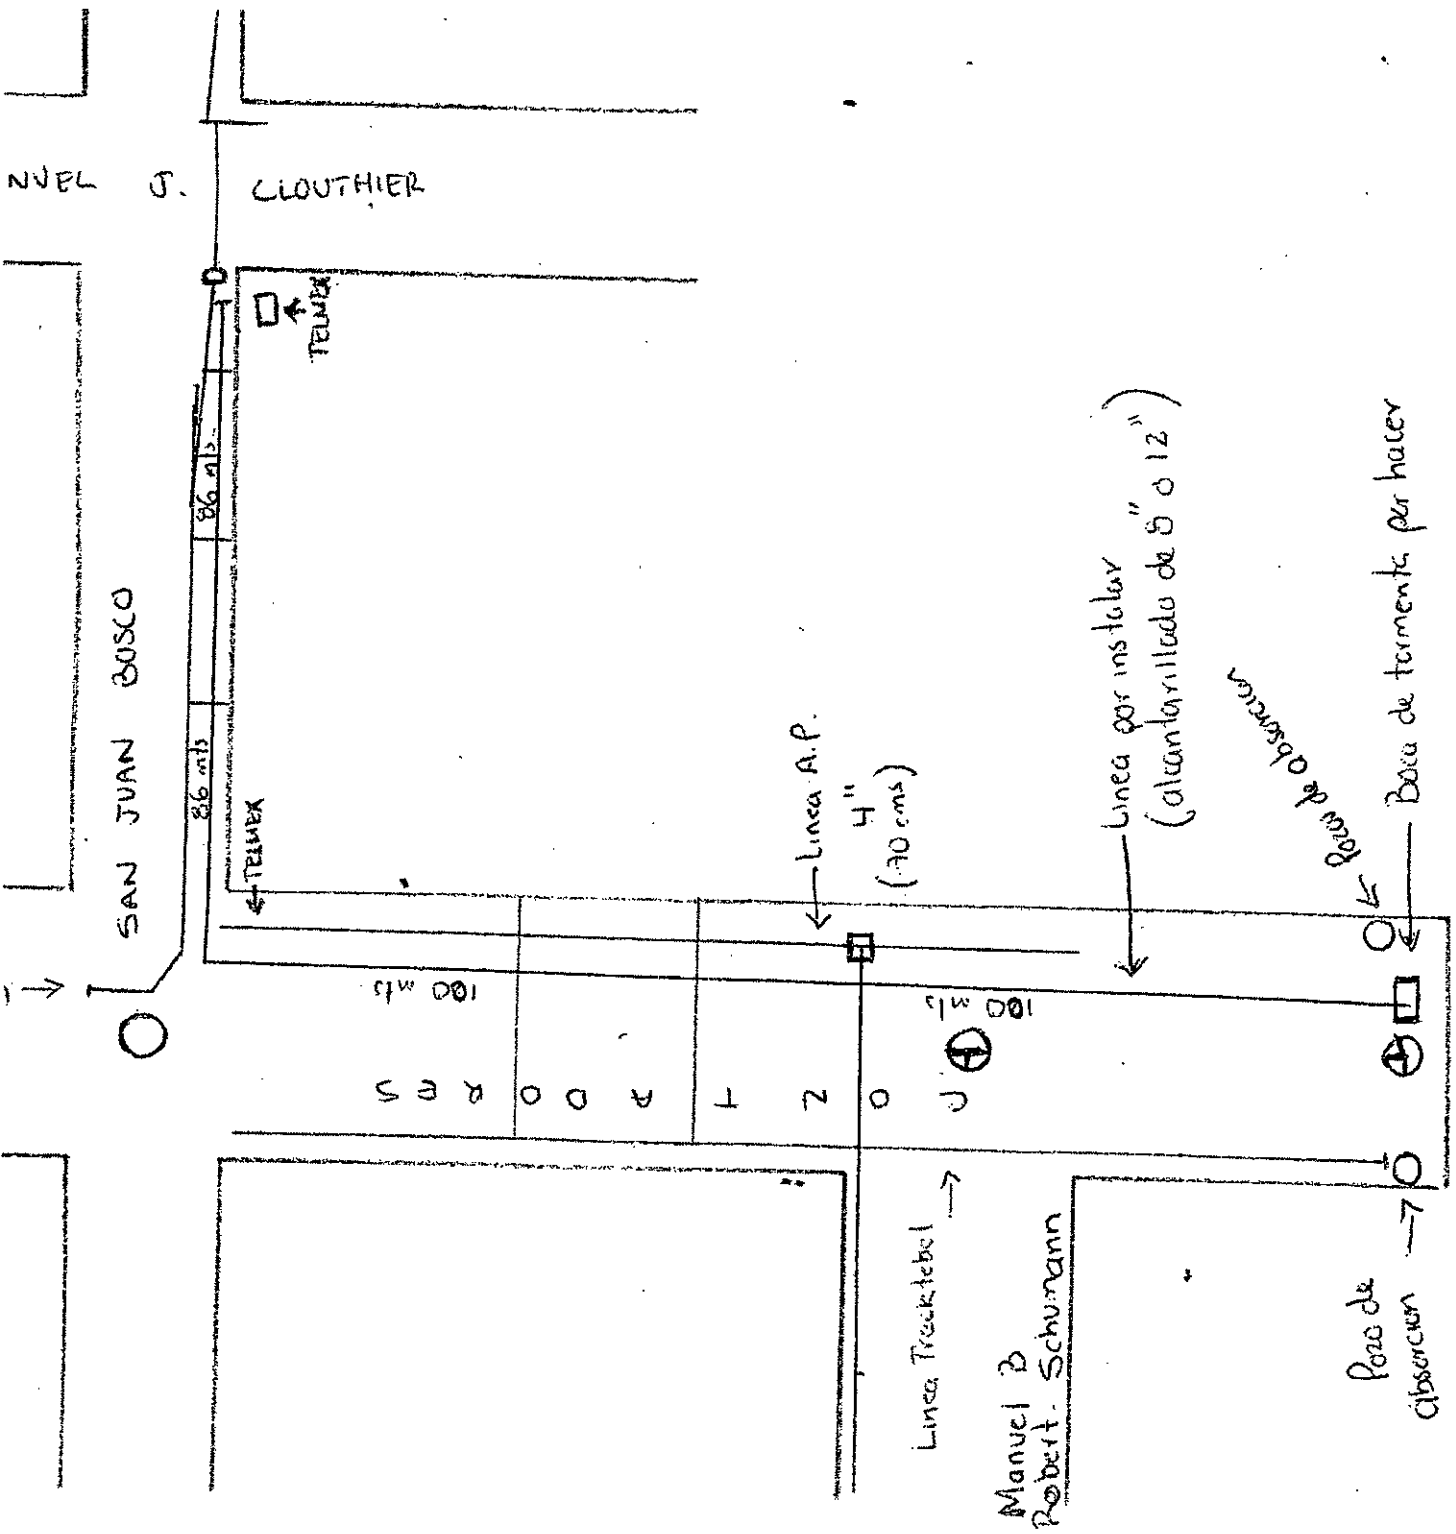 NUEL J. CLOUTHIER
TELMEX
SAN JUAN BOSCO
86 mts.
86 mts
TELMEX
Linea A.P.
4"
(.70 cms)
Linea por instalar
(alcantarillado de 8" o 12")
Pozo de absorcion
Boca de tormenta por hacer
100 mts
100 mts
JONTADORES
Linea Tracktebel
Manuel B
Robert. Schumann
Pozo de
absorcion